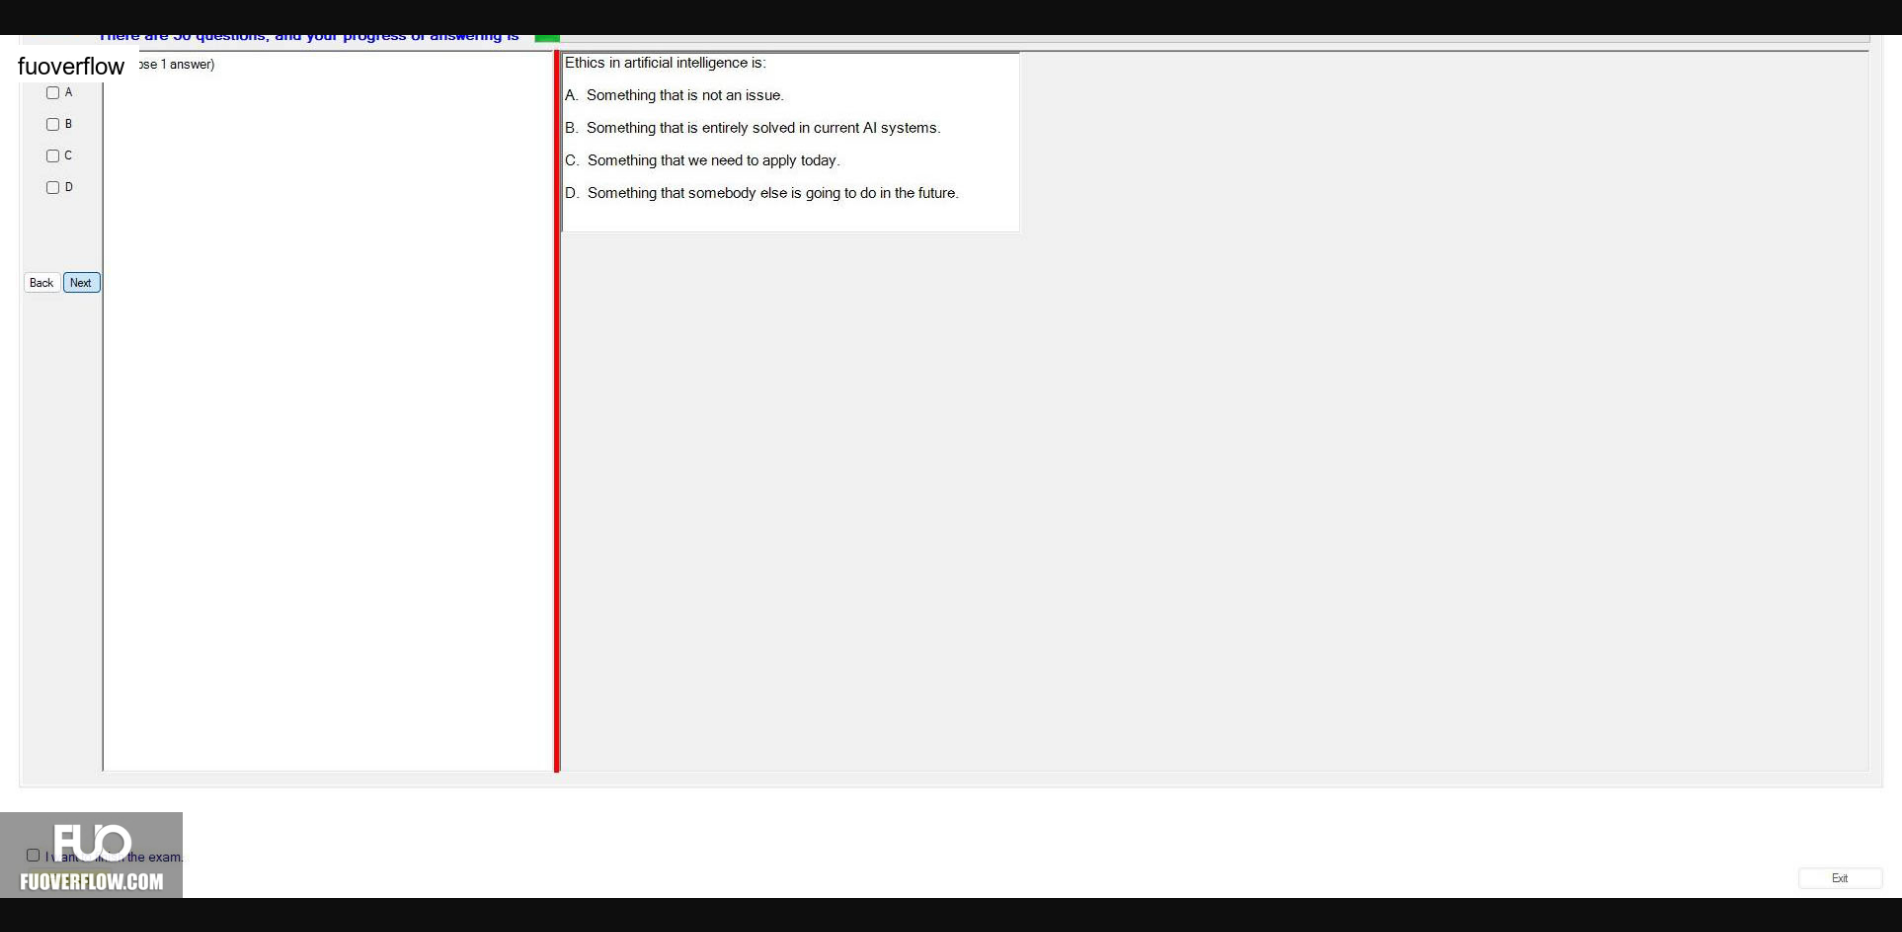 There are 50 questions, and your progress of answering is
fuoverflow
ose 1 answer)
A
B
C
D
Back
Next
Ethics in artificial intelligence is:
A. Something that is not an issue.
B. Something that is entirely solved in current AI systems.
C. Something that we need to apply today.
D. Something that somebody else is going to do in the future.
FUO
I want the exam.
FUOVERFLOW.COM
Exit